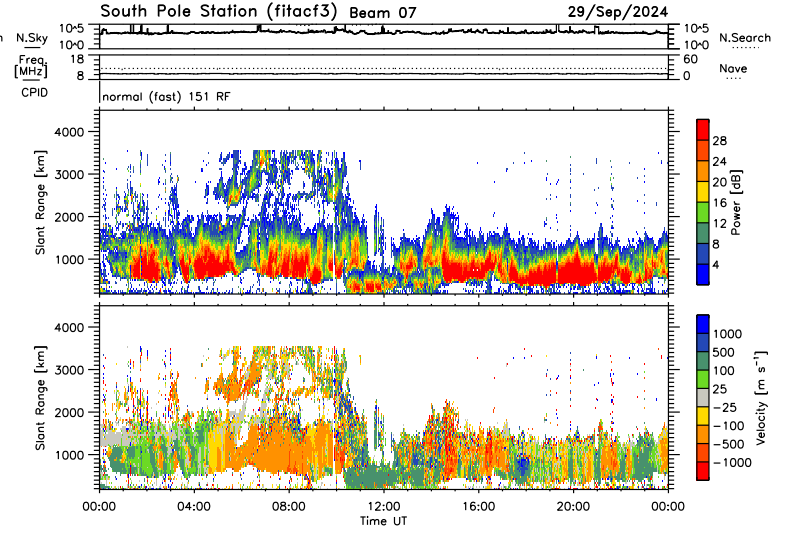 South Pole Station (fitacf3) Beam 07 29/Sep/2024
N.Sky 10^5 10^0 10^5 10^0 N.Search
Freq. [MHz] 18 8 60 0 Nave
CPID normal (fast) 151 RF
Slant Range [km]
4000
3000
2000
1000
Power [dB]
28
24
20
16
12
8
4
Slant Range [km]
4000
3000
2000
1000
Velocity [m s⁻¹]
1000
500
100
25
−25
−100
−500
−1000
00:00 04:00 08:00 12:00 16:00 20:00 00:00
Time UT